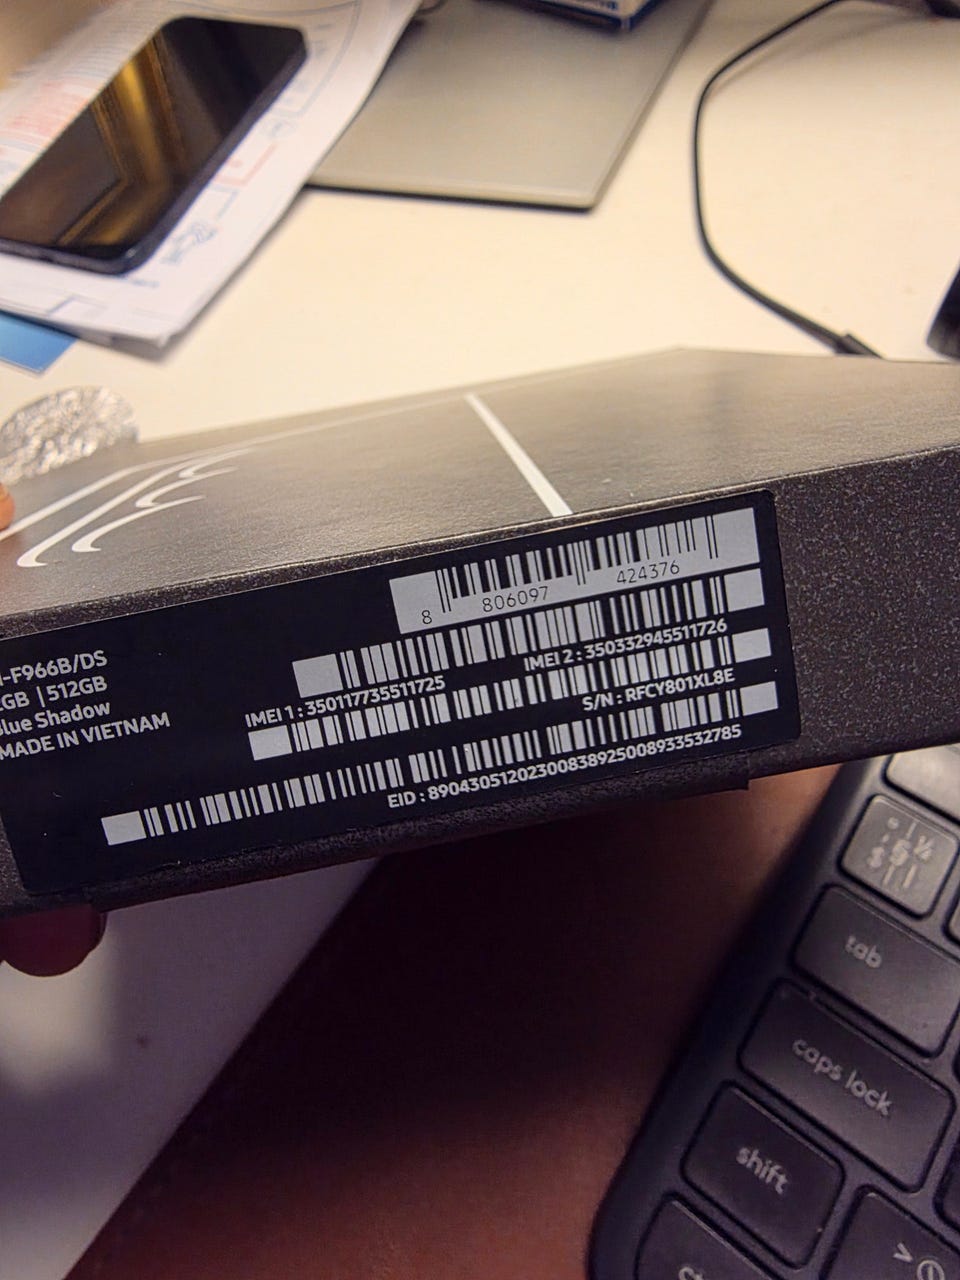 8 806097 424376
-F966B/DS
GB | 512GB
Blue Shadow
MADE IN VIETNAM
IMEI 1 : 350117735511725
IMEI 2 : 350332945511726
S/N : RFCY801XL8E
EID : 89043051202300838925008933532785
tab
caps lock
shift